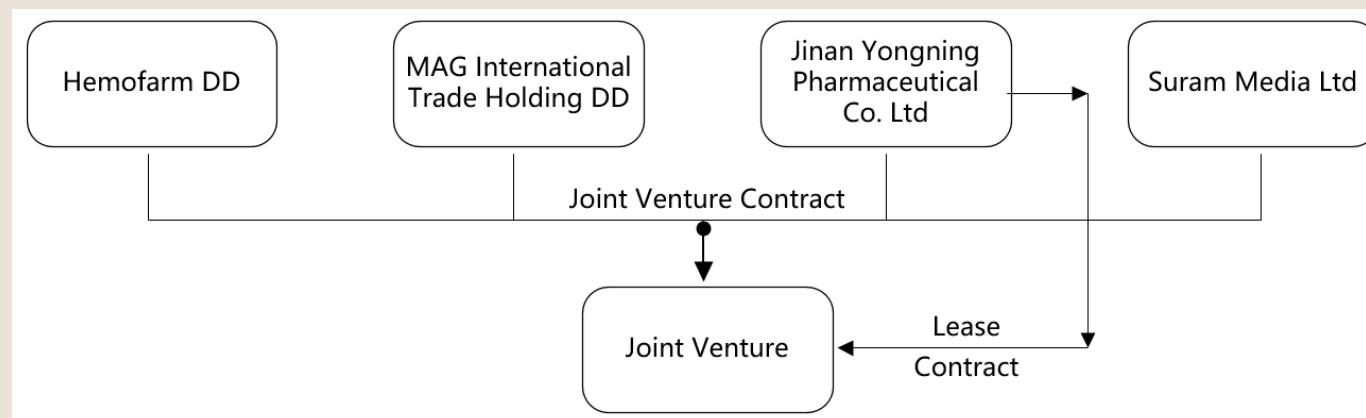 Hemofarm DD
MAG International
Trade Holding DD
Jinan Yongning
Pharmaceutical
Co. Ltd
Suram Media Ltd
Joint Venture Contract
Joint Venture
Lease
Contract